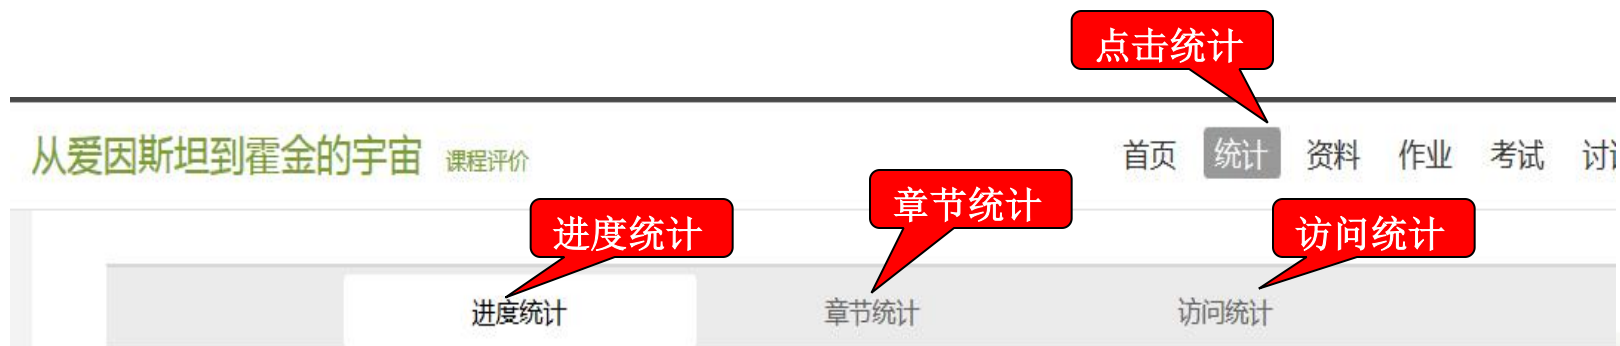 点击统计
从爱因斯坦到霍金的宇宙 课程评价
首页 统计 资料 作业 考试 讨
进度统计 章节统计 访问统计
进度统计 章节统计 访问统计